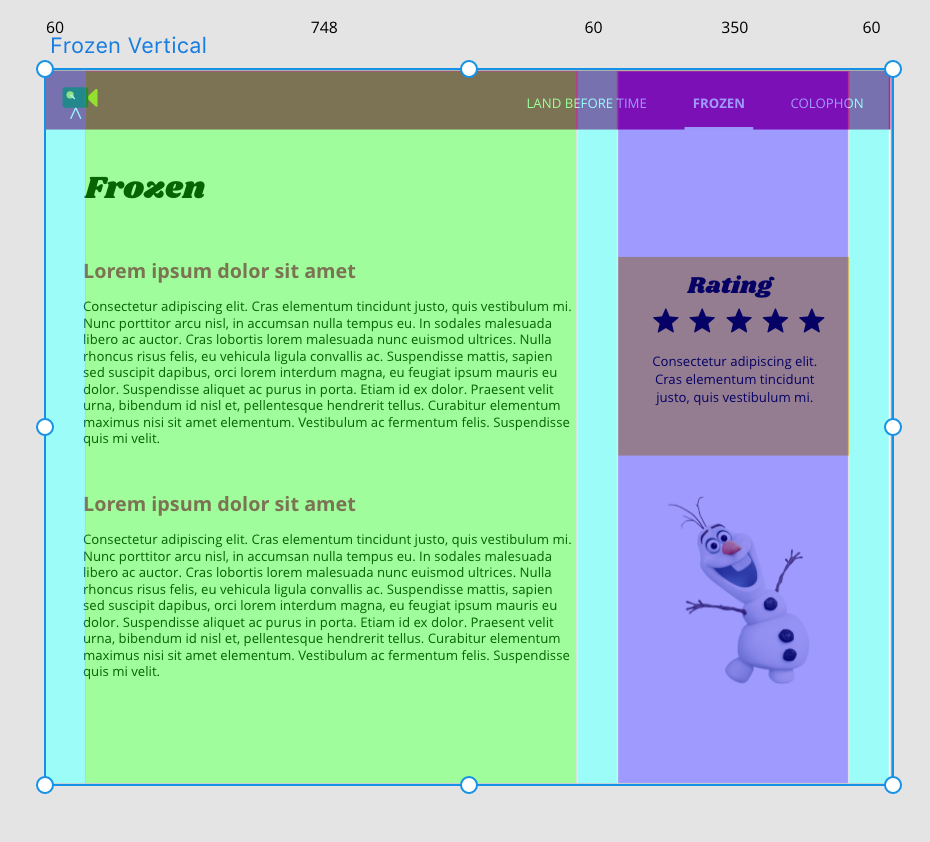 60 748 60 350 60
Frozen Vertical
LAND BEFORE TIME FROZEN COLOPHON
Frozen
Lorem ipsum dolor sit amet
Consectetur adipiscing elit. Cras elementum tincidunt justo, quis vestibulum mi.
Nunc porttitor arcu nisl, in accumsan nulla tempus eu. In sodales malesuada
libero ac auctor. Cras lobortis lorem malesuada nunc euismod ultrices. Nulla
rhoncus risus felis, eu vehicula ligula convallis ac. Suspendisse mattis, sapien
sed suscipit dapibus, orci lorem interdum magna, eu feugiat ipsum mauris eu
dolor. Suspendisse aliquet ac purus in porta. Etiam id ex dolor. Praesent velit
urna, bibendum id nisl et, pellentesque hendrerit tellus. Curabitur elementum
maximus nisi sit amet elementum. Vestibulum ac fermentum felis. Suspendisse
quis mi velit.
Lorem ipsum dolor sit amet
Consectetur adipiscing elit. Cras elementum tincidunt justo, quis vestibulum mi.
Nunc porttitor arcu nisl, in accumsan nulla tempus eu. In sodales malesuada
libero ac auctor. Cras lobortis lorem malesuada nunc euismod ultrices. Nulla
rhoncus risus felis, eu vehicula ligula convallis ac. Suspendisse mattis, sapien
sed suscipit dapibus, orci lorem interdum magna, eu feugiat ipsum mauris eu
dolor. Suspendisse aliquet ac purus in porta. Etiam id ex dolor. Praesent velit
urna, bibendum id nisl et, pellentesque hendrerit tellus. Curabitur elementum
maximus nisi sit amet elementum. Vestibulum ac fermentum felis. Suspendisse
quis mi velit.
Rating
Consectetur adipiscing elit.
Cras elementum tincidunt
justo, quis vestibulum mi.